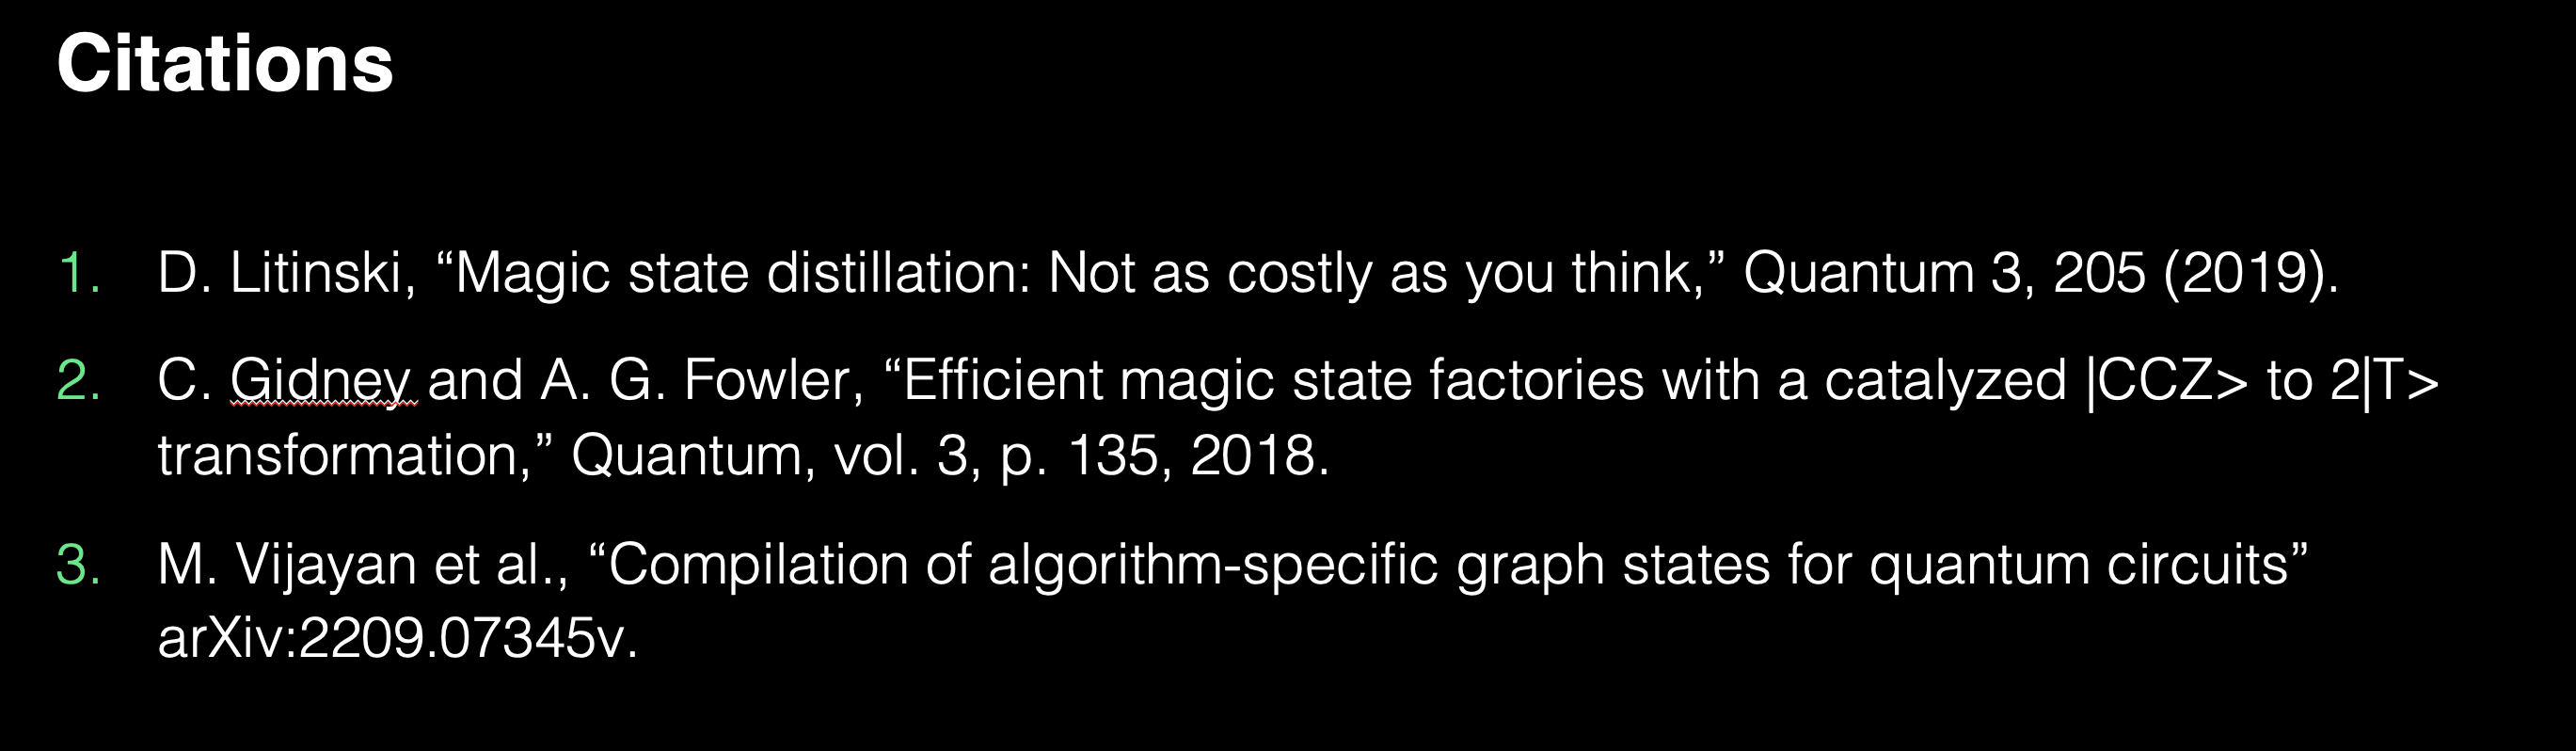 Citations
1. D. Litinski, “Magic state distillation: Not as costly as you think,” Quantum 3, 205 (2019).
2. C. Gidney and A. G. Fowler, “Efficient magic state factories with a catalyzed |CCZ> to 2|T>
transformation,” Quantum, vol. 3, p. 135, 2018.
3. M. Vijayan et al., “Compilation of algorithm-specific graph states for quantum circuits”
arXiv:2209.07345v.